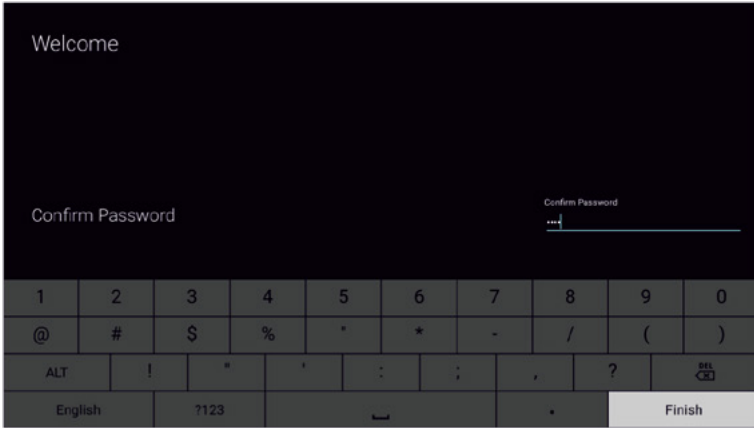 Welcome
Confirm Password
Confirm Password
••••
1 2 3 4 5 6 7 8 9 0
@ # $ % " * - / ( )
ALT ! " ' : ; , ? DEL
English ?123 . Finish